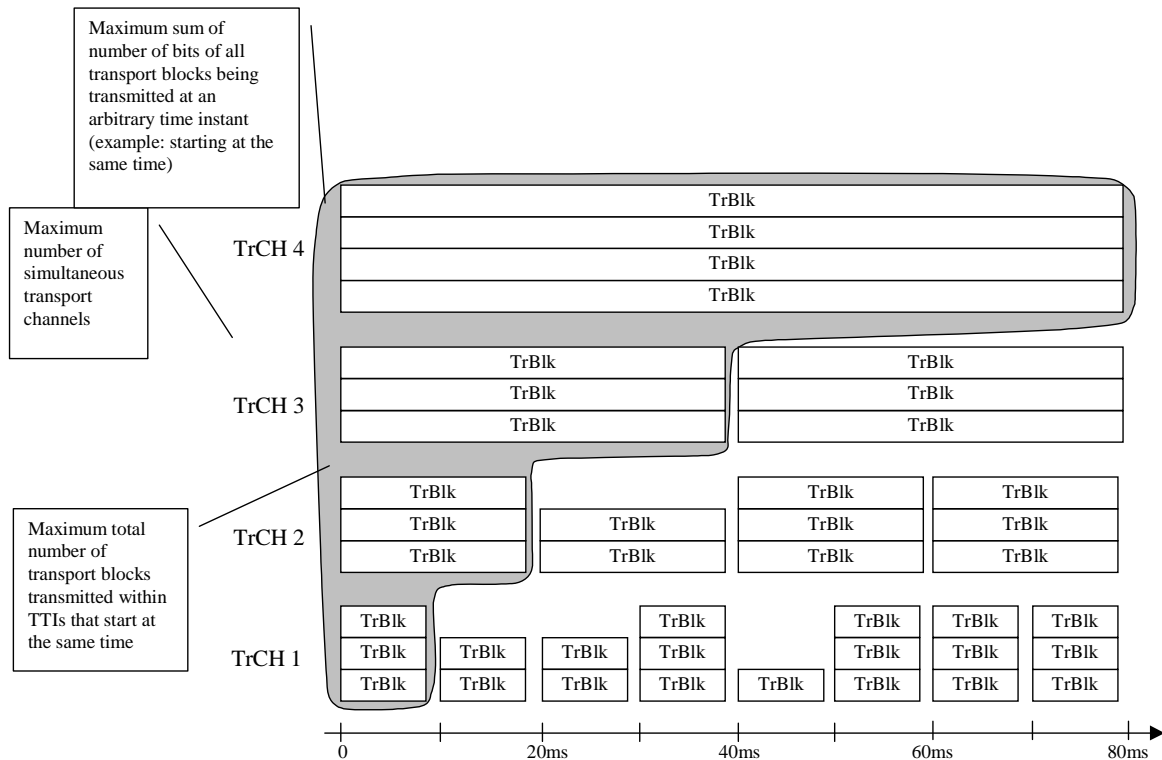 Maximum sum of
number of bits of all
transport blocks being
transmitted at an
arbitrary time instant
(example: starting at the
same time)
Maximum
number of
simultaneous
transport
channels
Maximum total
number of
transport blocks
transmitted within
TTIs that start at
the same time
TrCH 4
TrBlk
TrBlk
TrBlk
TrBlk
TrCH 3
TrBlk TrBlk
TrBlk TrBlk
TrBlk TrBlk
TrCH 2
TrBlk TrBlk TrBlk
TrBlk TrBlk TrBlk TrBlk
TrBlk TrBlk TrBlk TrBlk
TrCH 1
TrBlk TrBlk TrBlk TrBlk TrBlk
TrBlk TrBlk TrBlk TrBlk TrBlk TrBlk TrBlk
TrBlk TrBlk TrBlk TrBlk TrBlk TrBlk TrBlk TrBlk
0 20ms 40ms 60ms 80ms